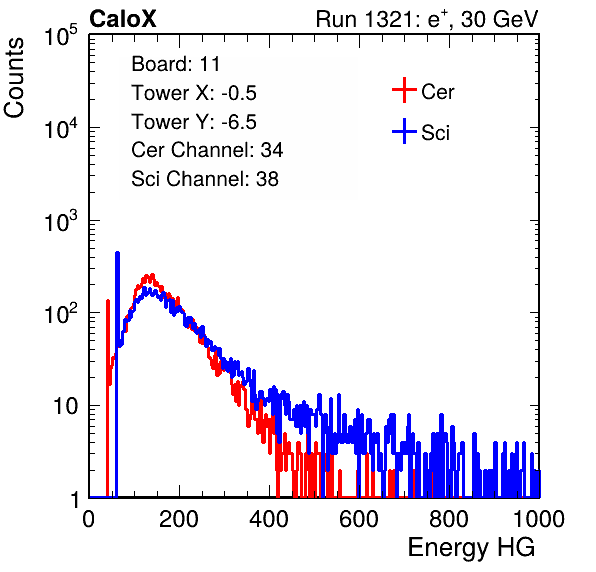 CaloX Run 1321: e⁺, 30 GeV
Board: 11
Tower X: -0.5
Tower Y: -6.5
Cer Channel: 34
Sci Channel: 38
Cer
Sci
Counts
10⁵
10⁴
10³
10²
10
1
0 200 400 600 800 1000
Energy HG